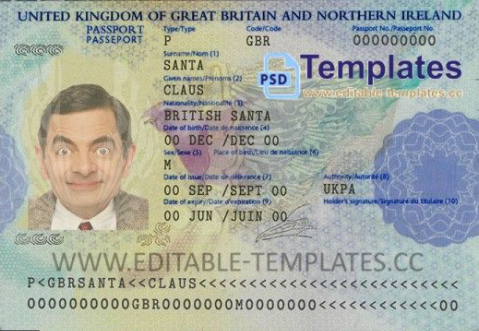 UNITED KINGDOM OF GREAT BRITAIN AND NORTHERN IRELAND
PASSPORT Type/Type Code/Code Passport No./Passeport No.
PASSEPORT P GBR 000000000
Surname/Nom (1)
SANTA
Given names/Prénoms (2)
CLAUS
PSD Templates
www.editable-templates.cc
Nationality/Nationalité (3)
BRITISH SANTA
Date of birth/Date de naissance (4)
00 DEC /DEC 00
Sex/Sexe (5) Place of birth/Lieu de naissance (6)
M
Date of issue/Date de délivrance (7) Authority/Autorité (8)
00 SEP /SEPT 00 UKPA
Date of expiry/Date d'expiration (9) Holder's signature/Signature du titulaire (10)
00 JUN /JUIN 00
WWW.EDITABLE-TEMPLATES.CC
P<GBRSANTA<<CLAUS<<<<<<<<<<<<<<<<<<<<<<<<<<<
0000000000GBR0000000M0000000<<<<<<<<<<<<<<00